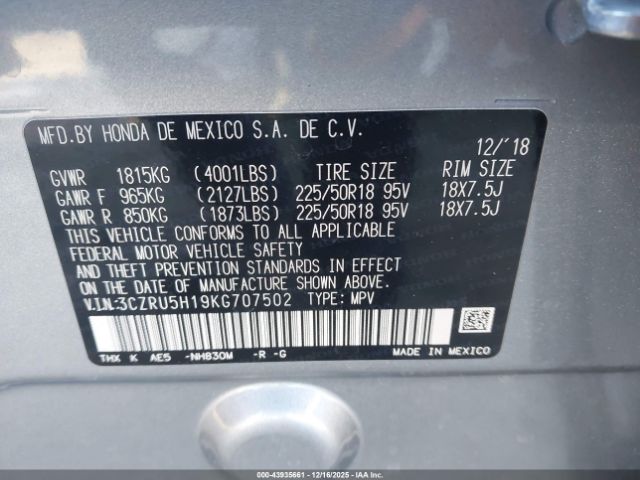 MFD.BY HONDA DE MEXICO S.A. DE C.V.
12/'18
GVWR 1815KG (4001LBS) TIRE SIZE RIM SIZE
GAWR F 965KG (2127LBS) 225/50R18 95V 18X7.5J
GAWR R 850KG (1873LBS) 225/50R18 95V 18X7.5J
THIS VEHICLE CONFORMS TO ALL APPLICABLE
FEDERAL MOTOR VEHICLE SAFETY
AND THEFT PREVENTION STANDARDS IN EFFECT
ON THE DATE OF MANUFACTURE SHOWN ABOVE.
V.I.N:3CZRU5H19KG707502 TYPE: MPV
THX K AE5 -NH830M -R -G MADE IN MEXICO
000-43935661 - 12/16/2025 - IAA Holdings, LLC.